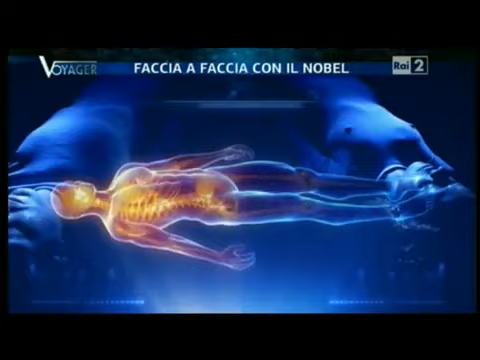 VOYAGER
FACCIA A FACCIA CON IL NOBEL
Rai 2